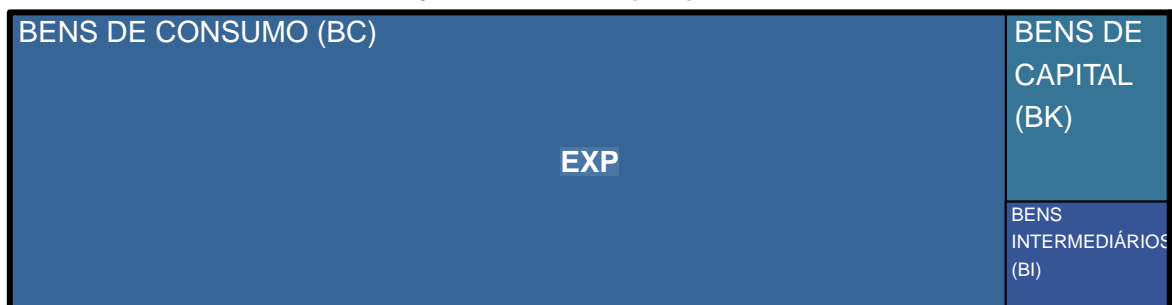 BENS DE CONSUMO (BC)
EXP
BENS DE
CAPITAL
(BK)
BENS
INTERMEDIÁRIOS
(BI)